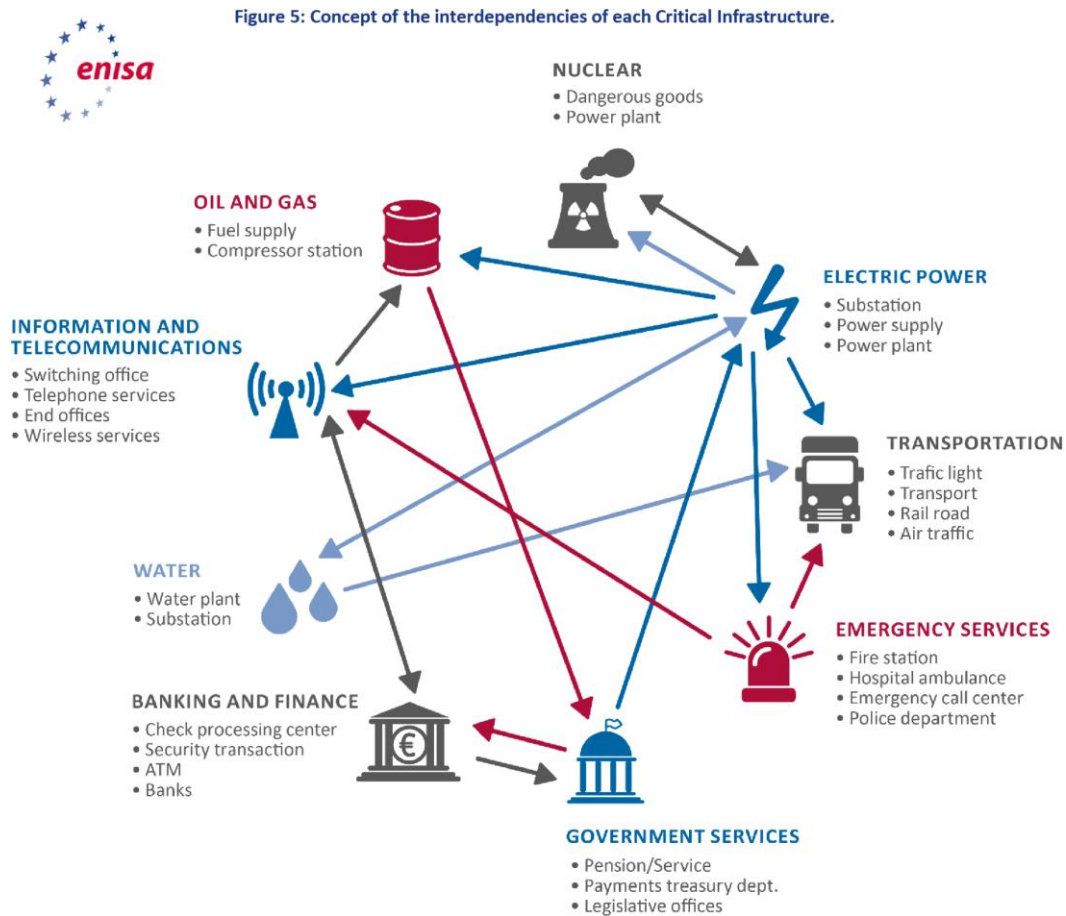 Figure 5: Concept of the interdependencies of each Critical Infrastructure.
enisa
NUCLEAR
• Dangerous goods
• Power plant
OIL AND GAS
• Fuel supply
• Compressor station
ELECTRIC POWER
• Substation
• Power supply
• Power plant
INFORMATION AND
TELECOMMUNICATIONS
• Switching office
• Telephone services
• End offices
• Wireless services
TRANSPORTATION
• Trafic light
• Transport
• Rail road
• Air traffic
WATER
• Water plant
• Substation
EMERGENCY SERVICES
• Fire station
• Hospital ambulance
• Emergency call center
• Police department
BANKING AND FINANCE
• Check processing center
• Security transaction
• ATM
• Banks
€
GOVERNMENT SERVICES
• Pension/Service
• Payments treasury dept.
• Legislative offices